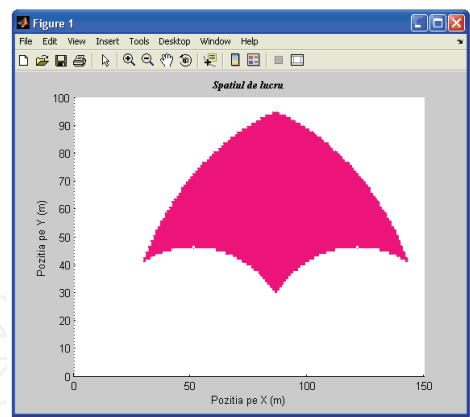 Figure 1
File Edit View Insert Tools Desktop Window Help
Spatiul de lucru
100
90
80
70
60
50
40
30
20
10
0
Pozitia pe Y (m)
0 50 100 150
Pozitia pe X (m)